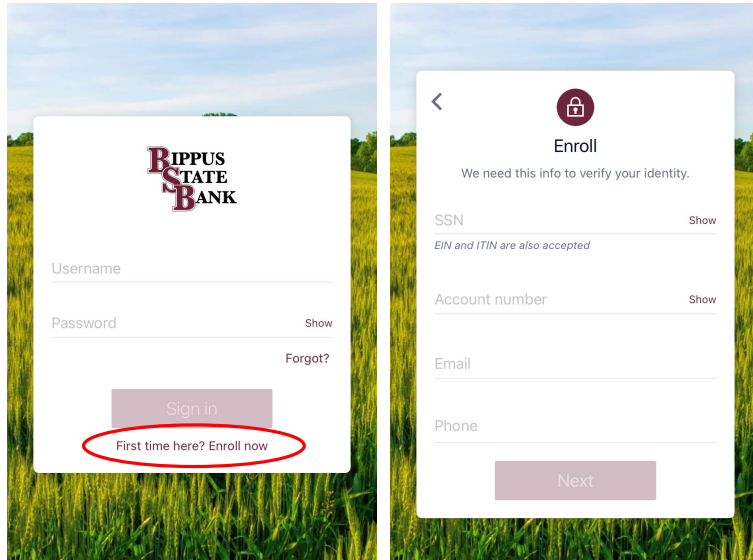 BIPPUS
STATE
BANK
Username
Password
Show
Forgot?
Sign in
First time here? Enroll now
Enroll
We need this info to verify your identity.
SSN
Show
EIN and ITIN are also accepted
Account number
Show
Email
Phone
Next